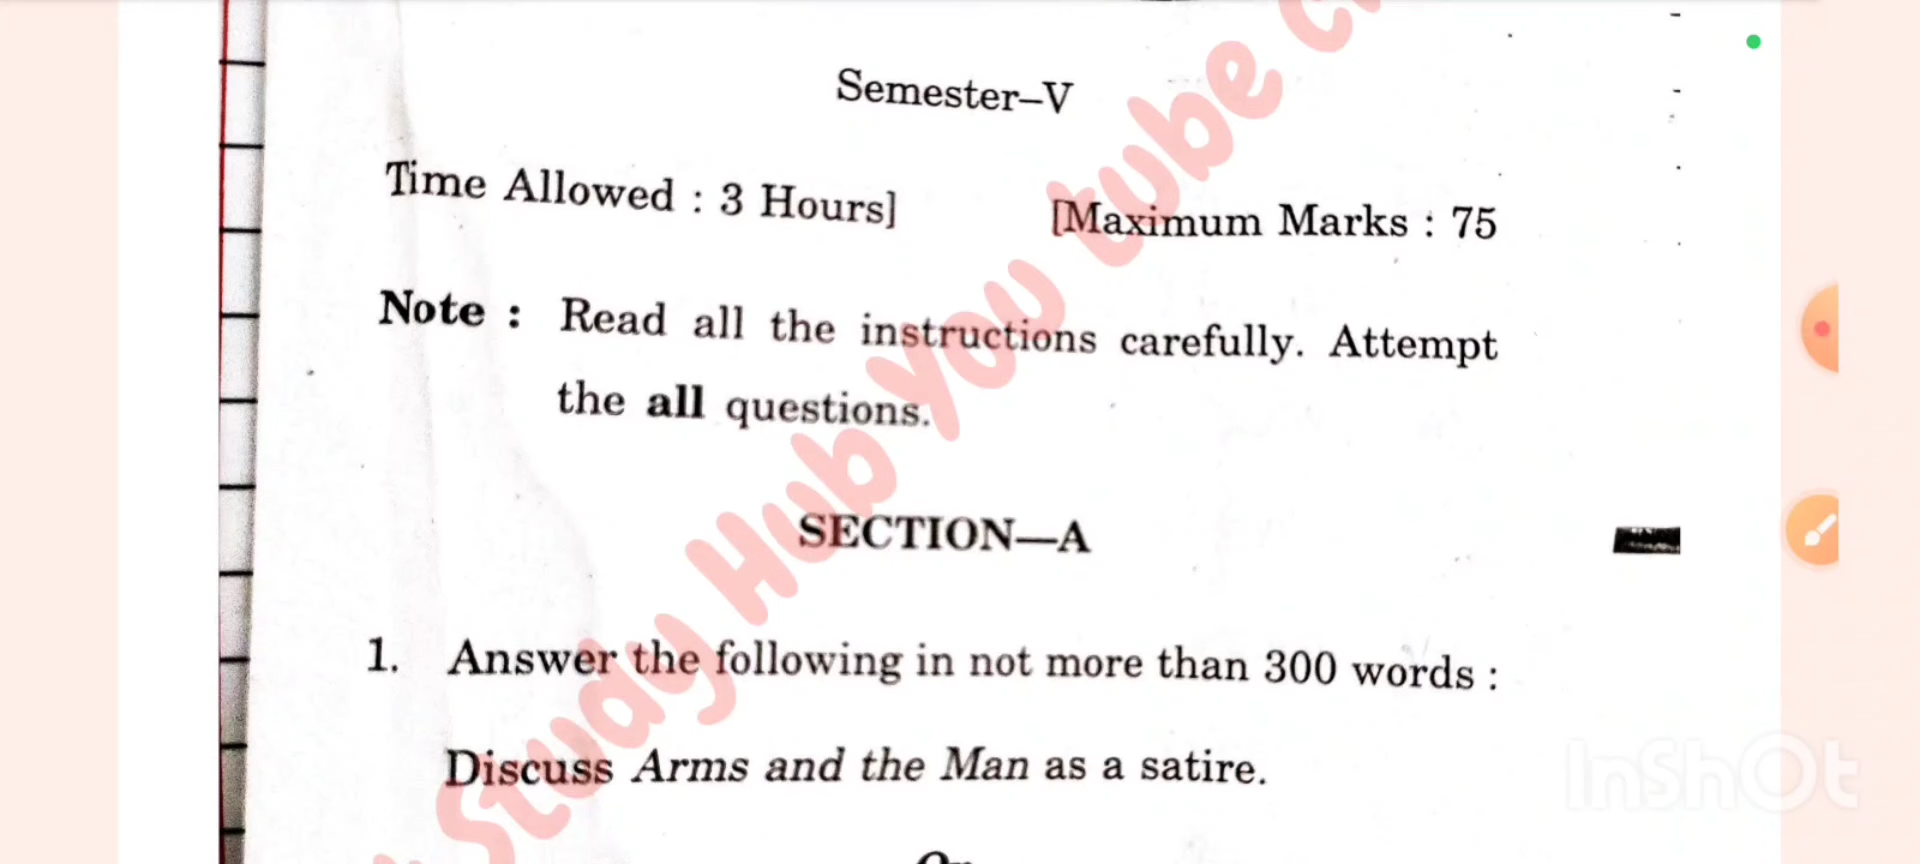 Semester–V
Time Allowed : 3 Hours] [Maximum Marks : 75
Note : Read all the instructions carefully. Attempt
the all questions.
SECTION—A
1. Answer the following in not more than 300 words :
Discuss Arms and the Man as a satire.
Study Hub You tube
InShOt